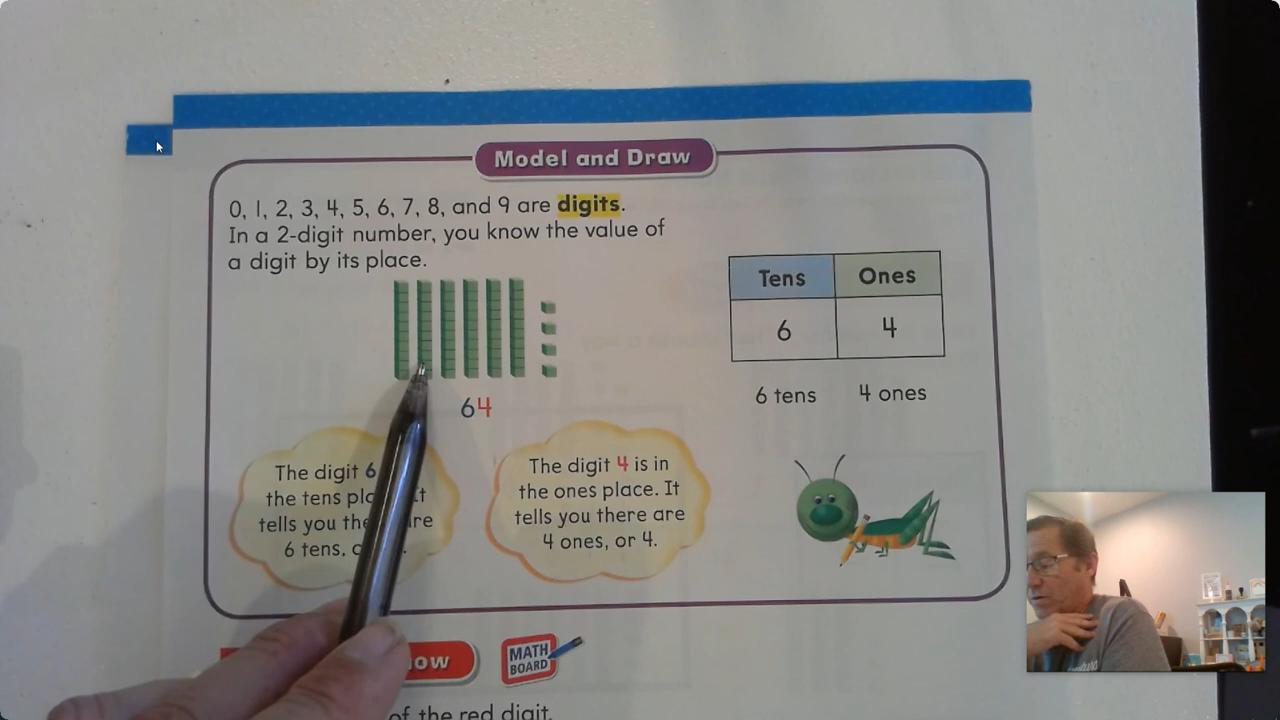 Model and Draw
0, 1, 2, 3, 4, 5, 6, 7, 8, and 9 are digits.
In a 2-digit number, you know the value of
a digit by its place.
Tens Ones
6 4
6 tens 4 ones
64
The digit 6
the tens
tells you
6 tens,
The digit 4 is in
the ones place. It
tells you there are
4 ones, or 4.
MATH
BOARD
of the red digit.